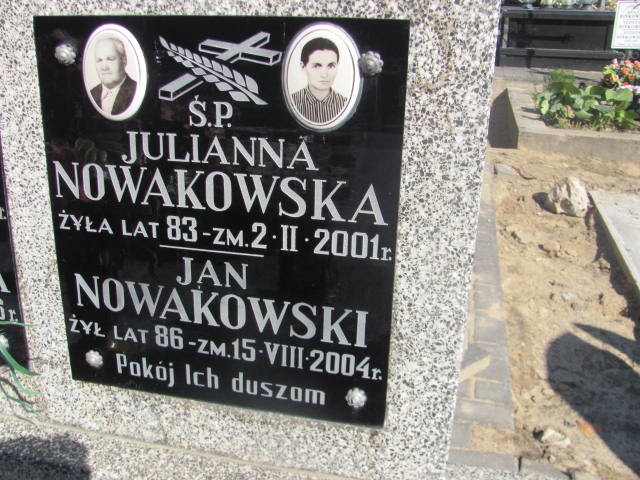 Ś.P.
JULIANNA
NOWAKOWSKA
ŻYŁA LAT 83-ZM.2·II·2001r.
JAN
NOWAKOWSKI
ŻYŁ LAT 86-ZM.15·VIII·2004r.
Pokój Ich duszom